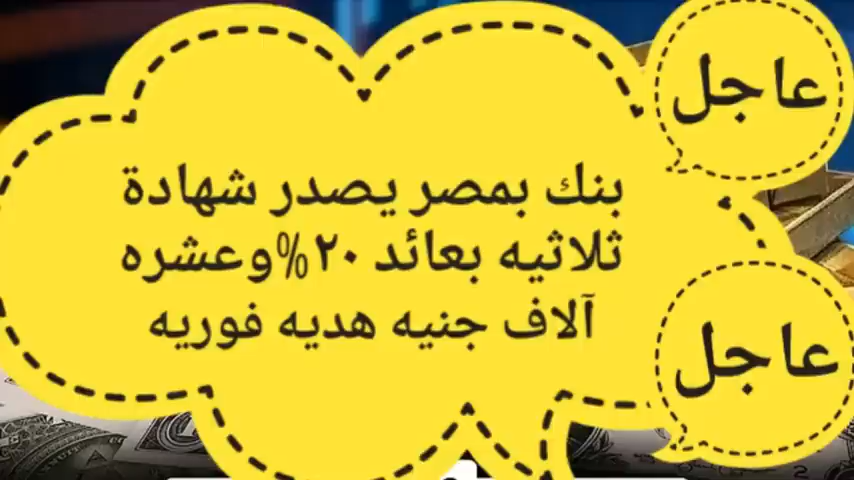 عاجل
بنك بمصر يصدر شهادة
ثلاثيه بعائد ٢٠%وعشره
آلاف جنيه هديه فوريه
عاجل